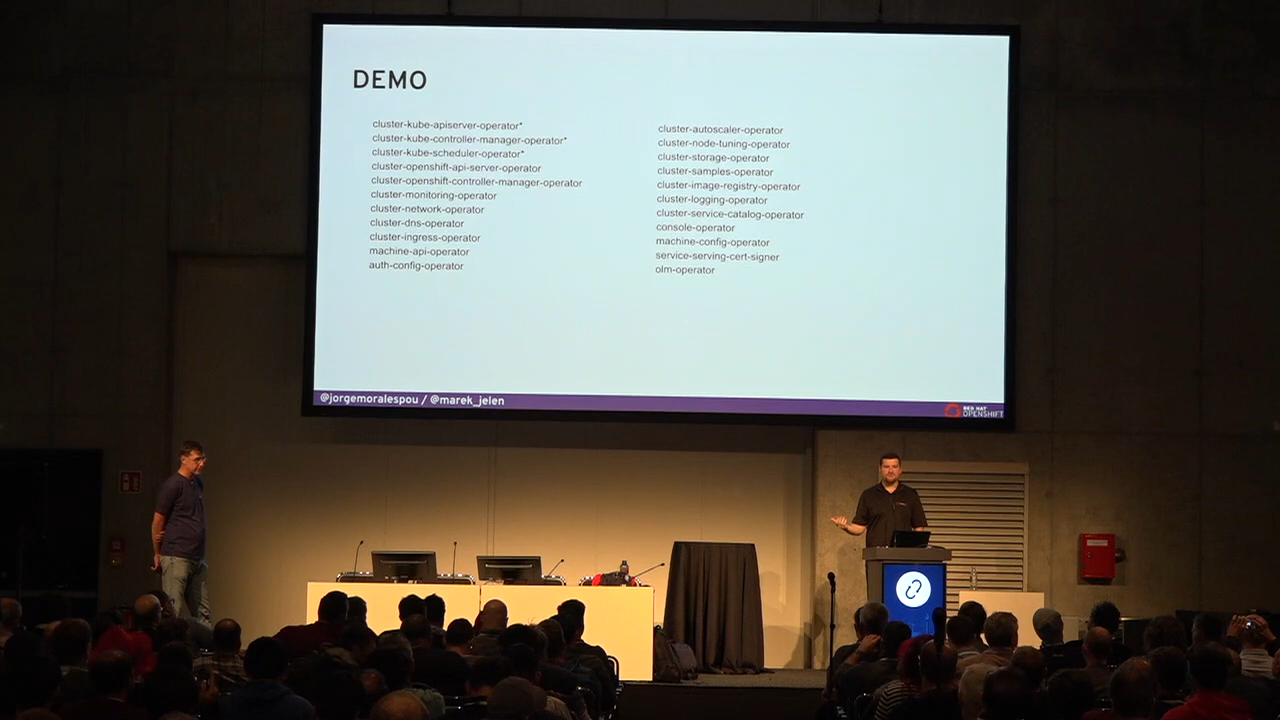 DEMO
cluster-kube-apiserver-operator*
cluster-kube-controller-manager-operator*
cluster-kube-scheduler-operator*
cluster-openshift-api-server-operator
cluster-openshift-controller-manager-operator
cluster-monitoring-operator
cluster-network-operator
cluster-dns-operator
cluster-ingress-operator
machine-api-operator
auth-config-operator
cluster-autoscaler-operator
cluster-node-tuning-operator
cluster-storage-operator
cluster-samples-operator
cluster-image-registry-operator
cluster-logging-operator
cluster-service-catalog-operator
console-operator
machine-config-operator
service-serving-cert-signer
olm-operator
@jorgemoralespou / @marek_jelen
RED HAT
OPENSHIFT